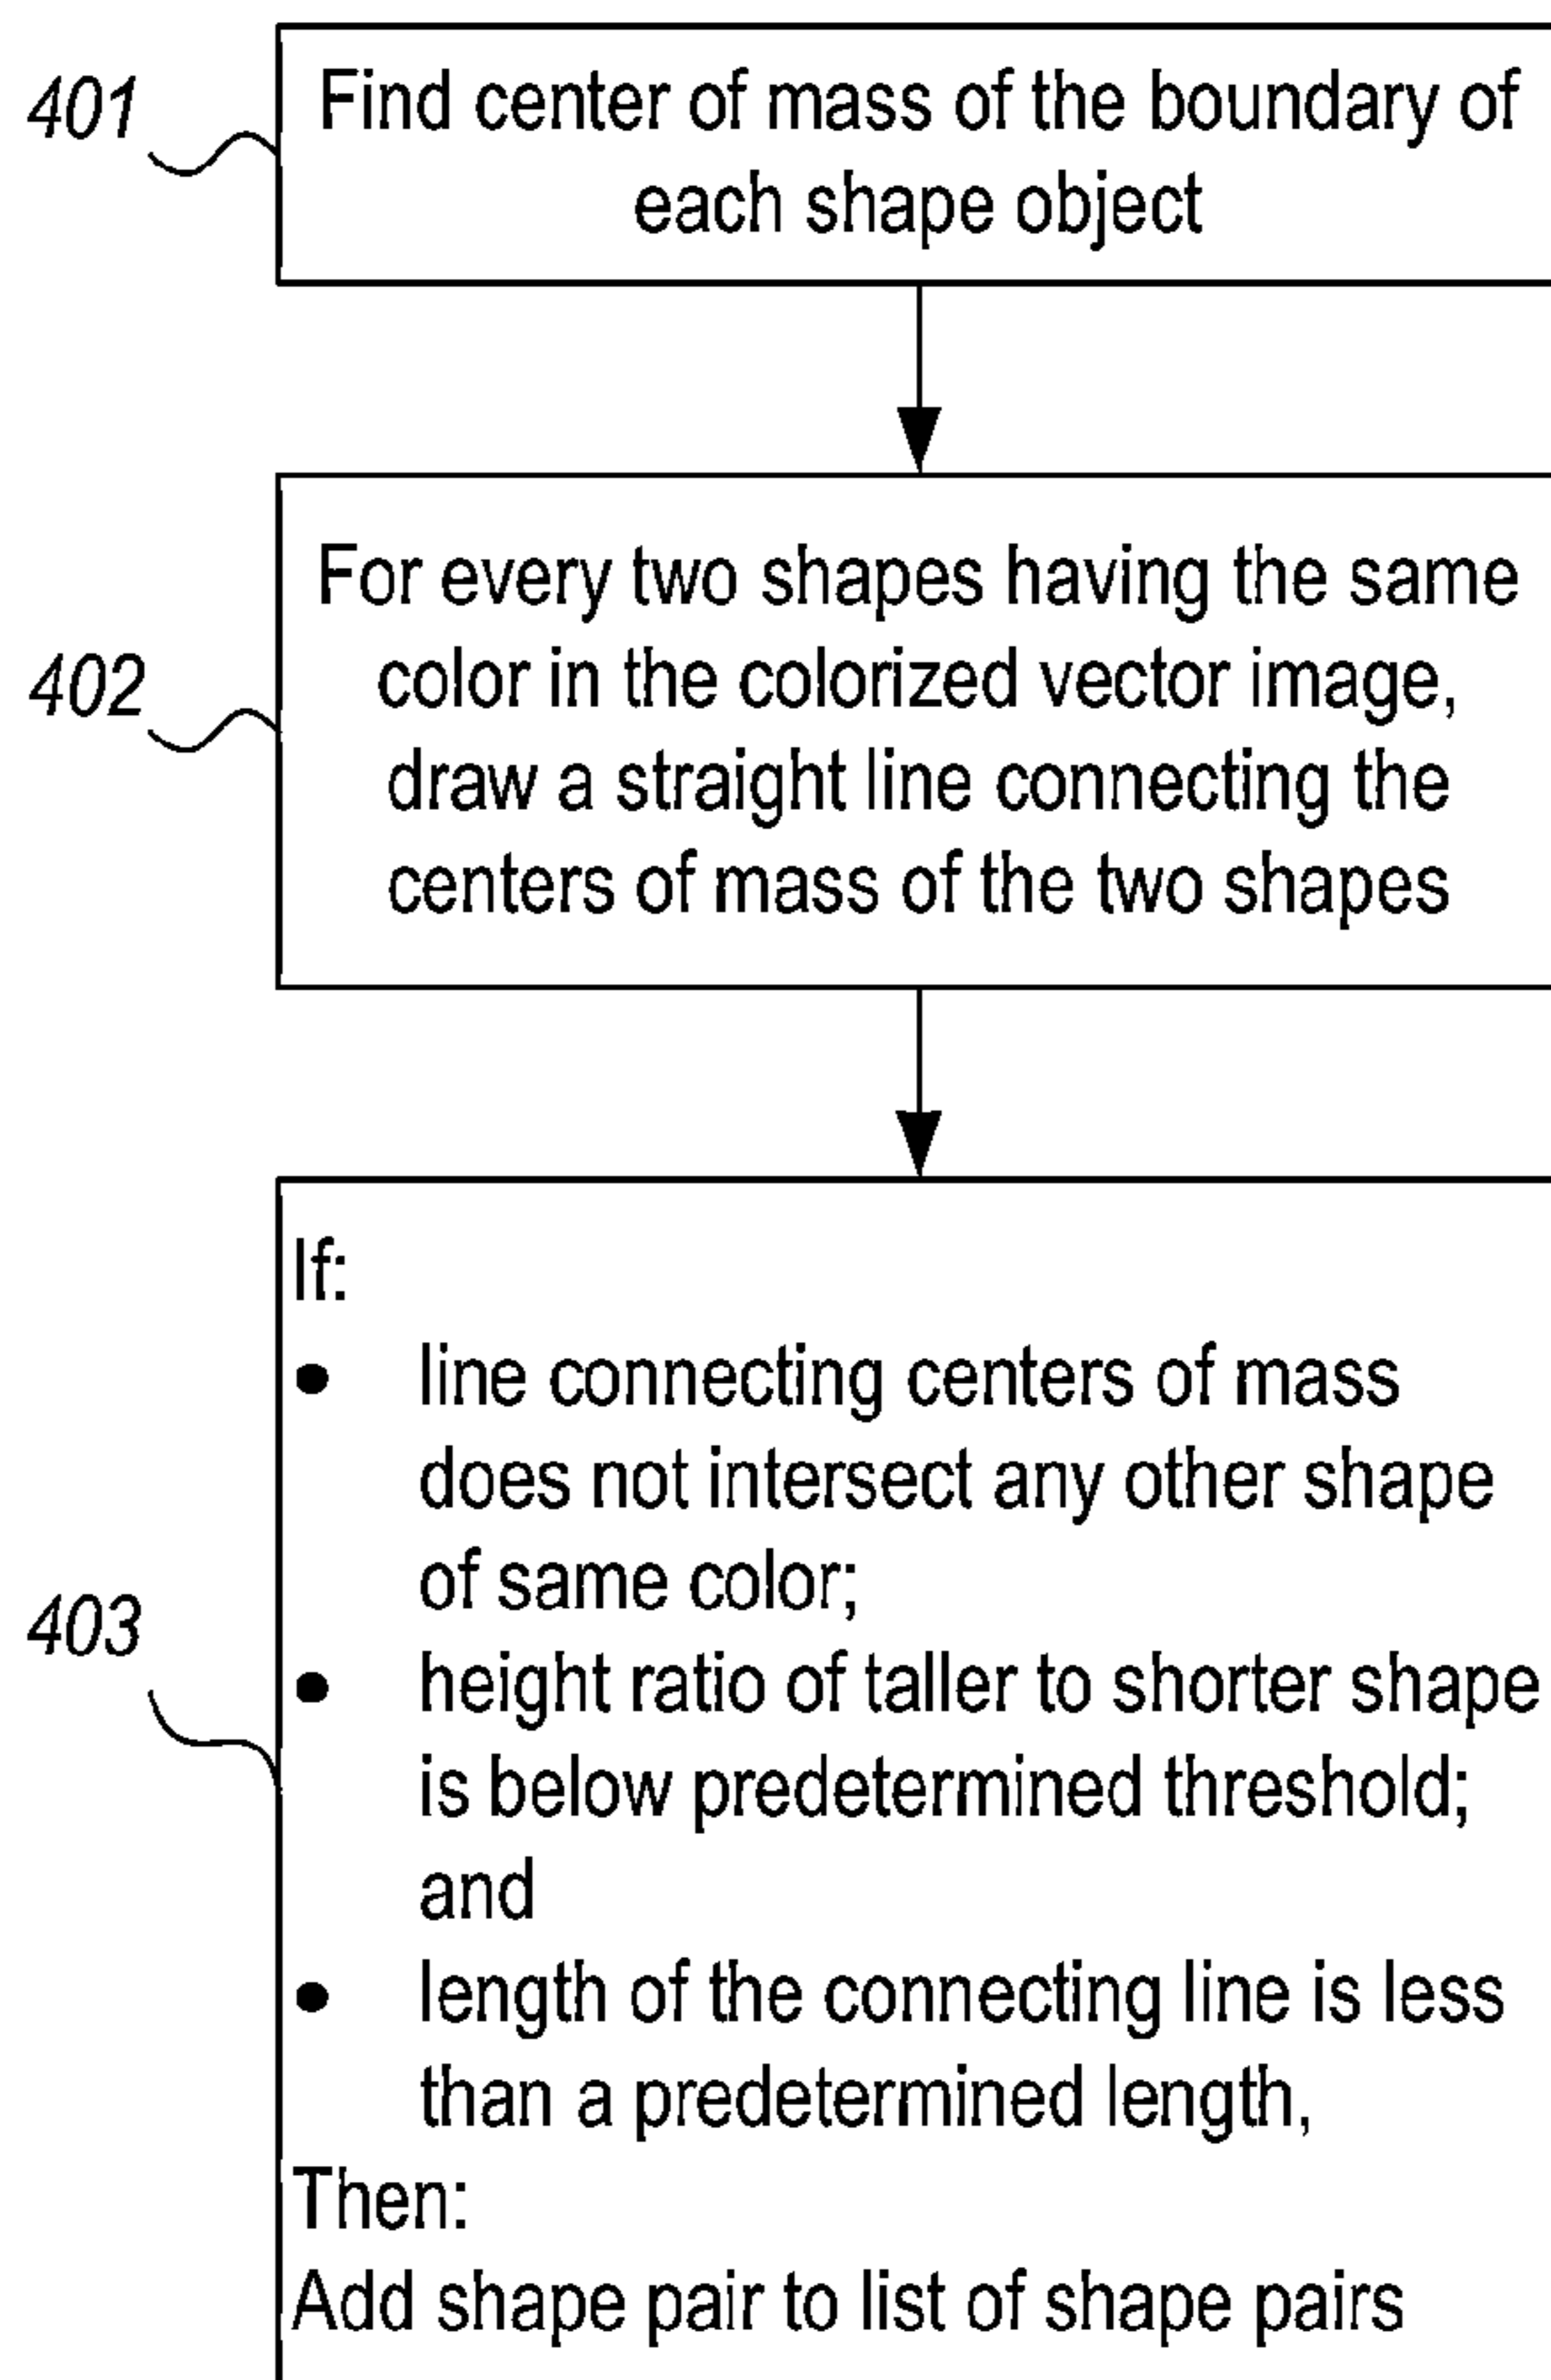 401
Find center of mass of the boundary of
each shape object
402
For every two shapes having the same
color in the colorized vector image,
draw a straight line connecting the
centers of mass of the two shapes
403
If:
• line connecting centers of mass
does not intersect any other shape
of same color;
• height ratio of taller to shorter shape
is below predetermined threshold;
and
• length of the connecting line is less
than a predetermined length,
Then:
Add shape pair to list of shape pairs